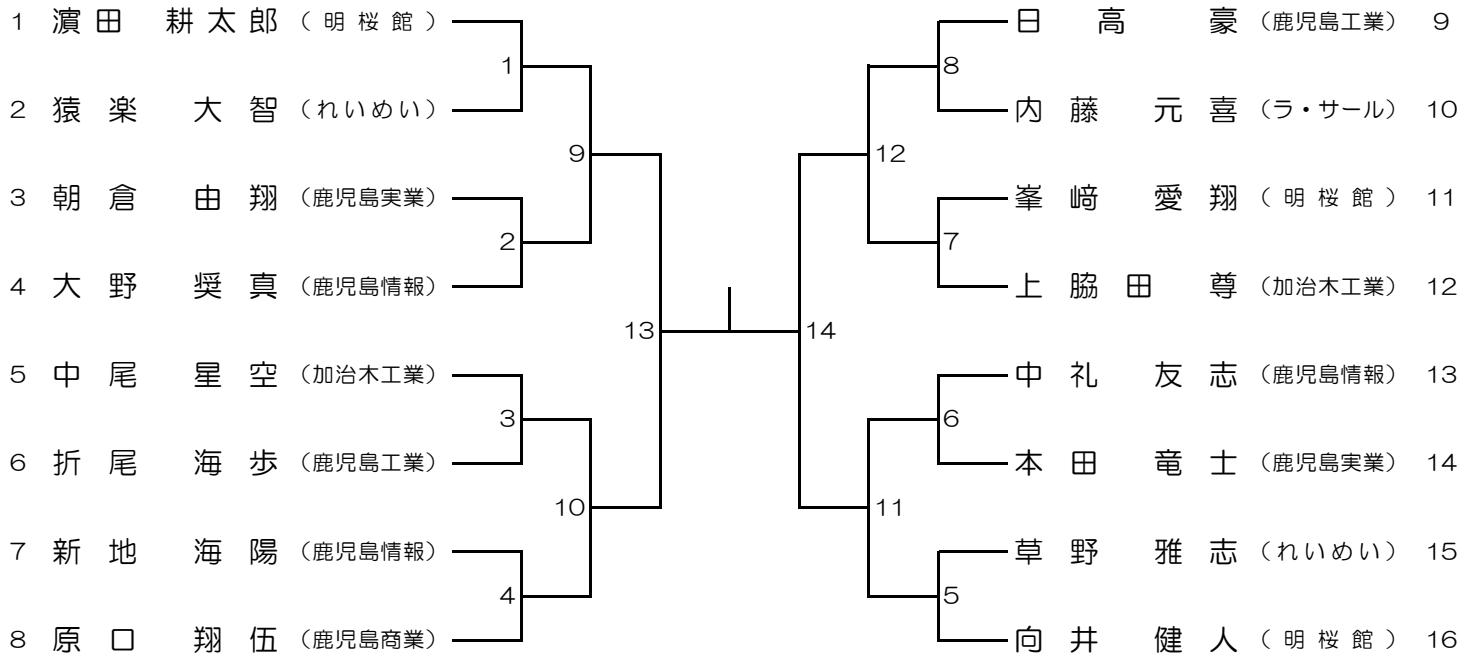 1 濵田 耕太郎 （明桜館） 日高 豪 （鹿児島工業） 9
1 8
2 猿楽 大智 （れいめい） 内藤 元喜 （ラ・サール） 10
9 12
3 朝倉 由翔 （鹿児島実業） 峯﨑 愛翔 （明桜館） 11
2 7
4 大野 奨真 （鹿児島情報） 上脇田 尊 （加治木工業） 12
13 14
5 中尾 星空 （加治木工業） 中礼 友志 （鹿児島情報） 13
3 6
6 折尾 海歩 （鹿児島工業） 本田 竜士 （鹿児島実業） 14
10 11
7 新地 海陽 （鹿児島情報） 草野 雅志 （れいめい） 15
4 5
8 原口 翔伍 （鹿児島商業） 向井 健人 （明桜館） 16